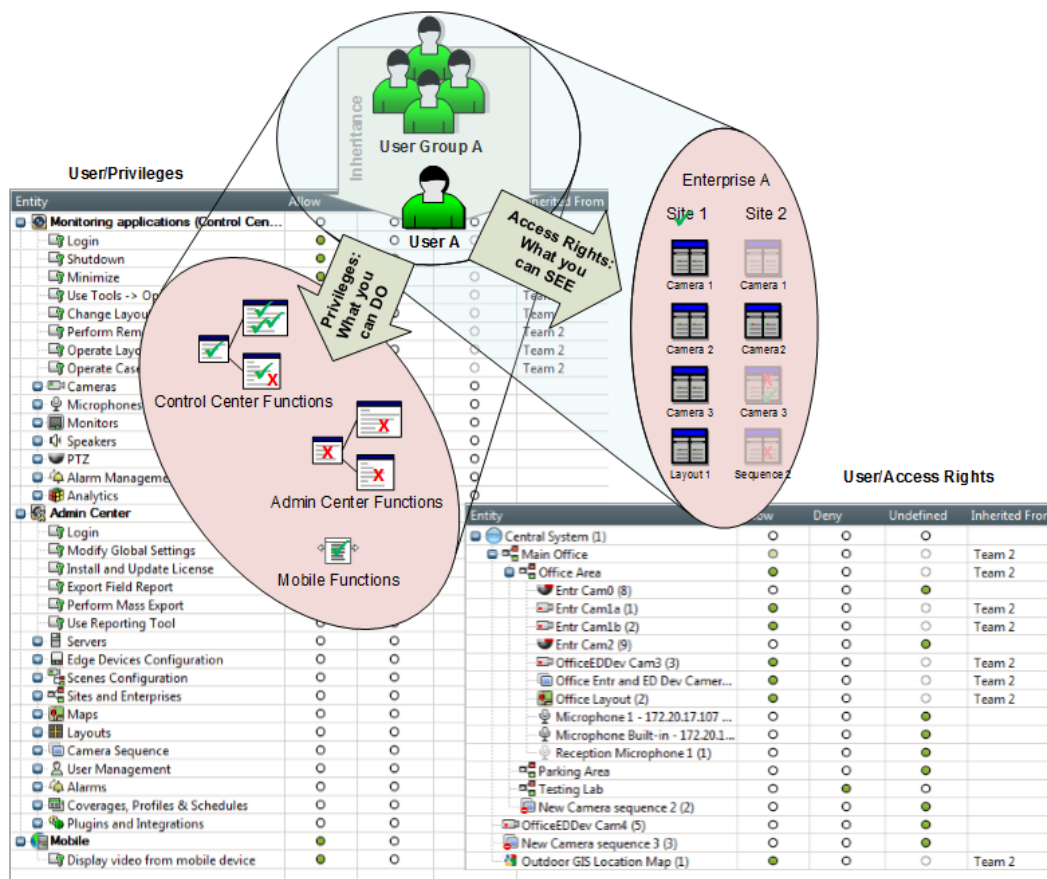 Inheritance
User Group A
User A
User/Privileges
Entity Allow Inherited From
Monitoring applications (Control Cen...
Login
Shutdown
Minimize
Use Tools -> Op
Change Layou Team
Perform Rem Team 2
Operate Layo Team 2
Operate Case Team 2
Cameras
Microphones
Monitors
Speakers
PTZ
Alarm Manageme
Analytics
Admin Center
Login
Modify Global Settings
Install and Update License
Export Field Report
Perform Mass Export
Use Reporting Tool
Servers
Edge Devices Configuration
Scenes Configuration
Sites and Enterprises
Maps
Layouts
Camera Sequence
User Management
Alarms
Coverages, Profiles & Schedules
Plugins and Integrations
Mobile
Display video from mobile device
Privileges:
What you
can DO
Access Rights:
What you
can SEE
Control Center Functions
Admin Center Functions
Mobile Functions
Enterprise A
Site 1 Site 2
Camera 1 Camera 1
Camera 2 Camera2
Camera 3 Camera 3
Layout 1 Sequence 2
User/Access Rights
Entity Deny Undefined Inherited From
Central System (1)
Main Office Team 2
Office Area Team 2
Entr Cam0 (8)
Entr Cam1a (1) Team 2
Entr Cam1b (2) Team 2
Entr Cam2 (9)
OfficeEDDev Cam3 (3) Team 2
Office Entr and ED Dev Camer... Team 2
Office Layout (2) Team 2
Microphone 1 - 172.20.17.107 ...
Microphone Built-in - 172.20.1...
Reception Microphone 1 (1)
Parking Area
Testing Lab
New Camera sequence 2 (2)
OfficeEDDev Cam4 (5)
New Camera sequence 3 (3)
Outdoor GIS Location Map (1) Team 2